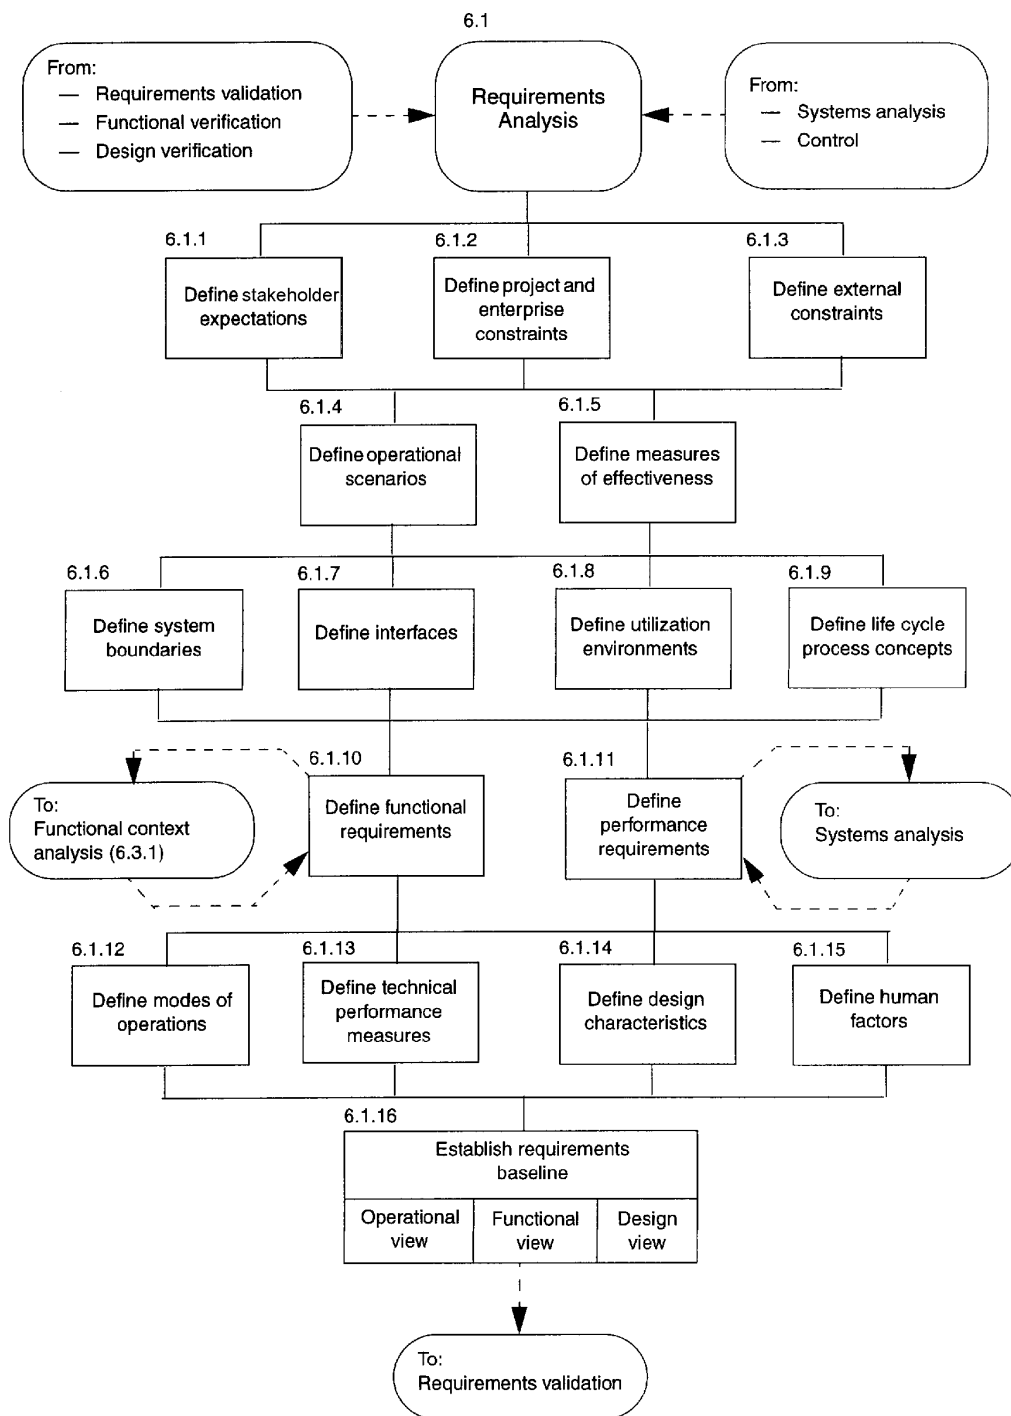 6.1
From:
— Requirements validation
— Functional verification
— Design verification
Requirements
Analysis
From:
— Systems analysis
— Control
6.1.1
Define stakeholder
expectations
6.1.2
Define project and
enterprise
constraints
6.1.3
Define external
constraints
6.1.4
Define operational
scenarios
6.1.5
Define measures
of effectiveness
6.1.6
Define system
boundaries
6.1.7
Define interfaces
6.1.8
Define utilization
environments
6.1.9
Define life cycle
process concepts
To:
Functional context
analysis (6.3.1)
6.1.10
Define functional
requirements
6.1.11
Define
performance
requirements
To:
Systems analysis
6.1.12
Define modes of
operations
6.1.13
Define technical
performance
measures
6.1.14
Define design
characteristics
6.1.15
Define human
factors
6.1.16
Establish requirements
baseline
Operational
view
Functional
view
Design
view
To:
Requirements validation